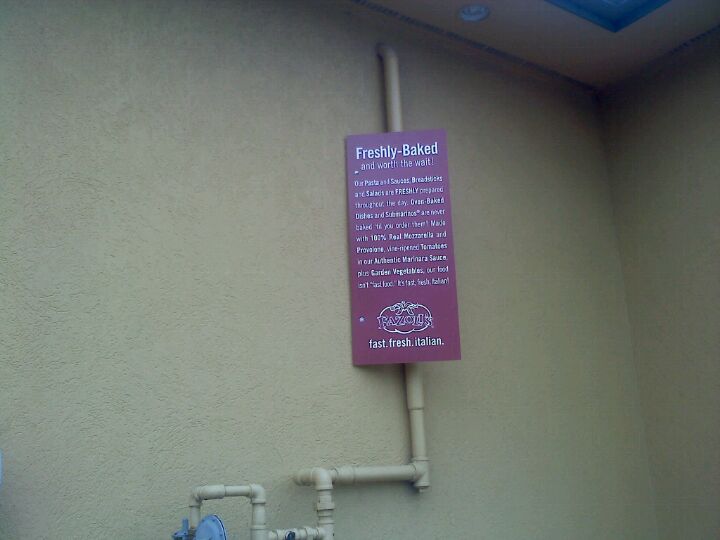 Freshly-Baked
and worth the wait!
Our Pasta and Sauces, Breadsticks
and Salads are FRESHLY prepared
throughout the day. Oven-Baked
Dishes and Submarinos® are never
baked 'til you order them! Made
with 100% Real Mozzarella and
Provolone, vine-ripened Tomatoes
in our Authentic Marinara Sauce,
plus Garden Vegetables, our food
isn't "fast food." It's fast, fresh, Italian!
FAZOLI'S
fast.fresh.italian.